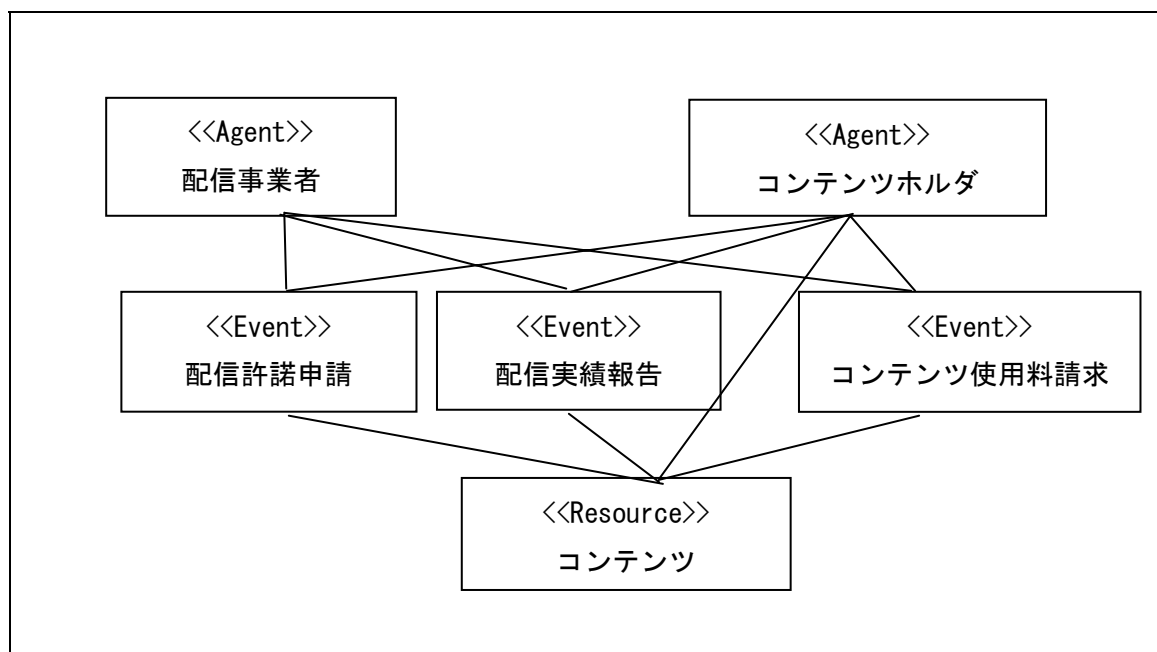 <<Agent>>
配信事業者
<<Agent>>
コンテンツホルダ
<<Event>>
配信許諾申請
<<Event>>
配信実績報告
<<Event>>
コンテンツ使用料請求
<<Resource>>
コンテンツ